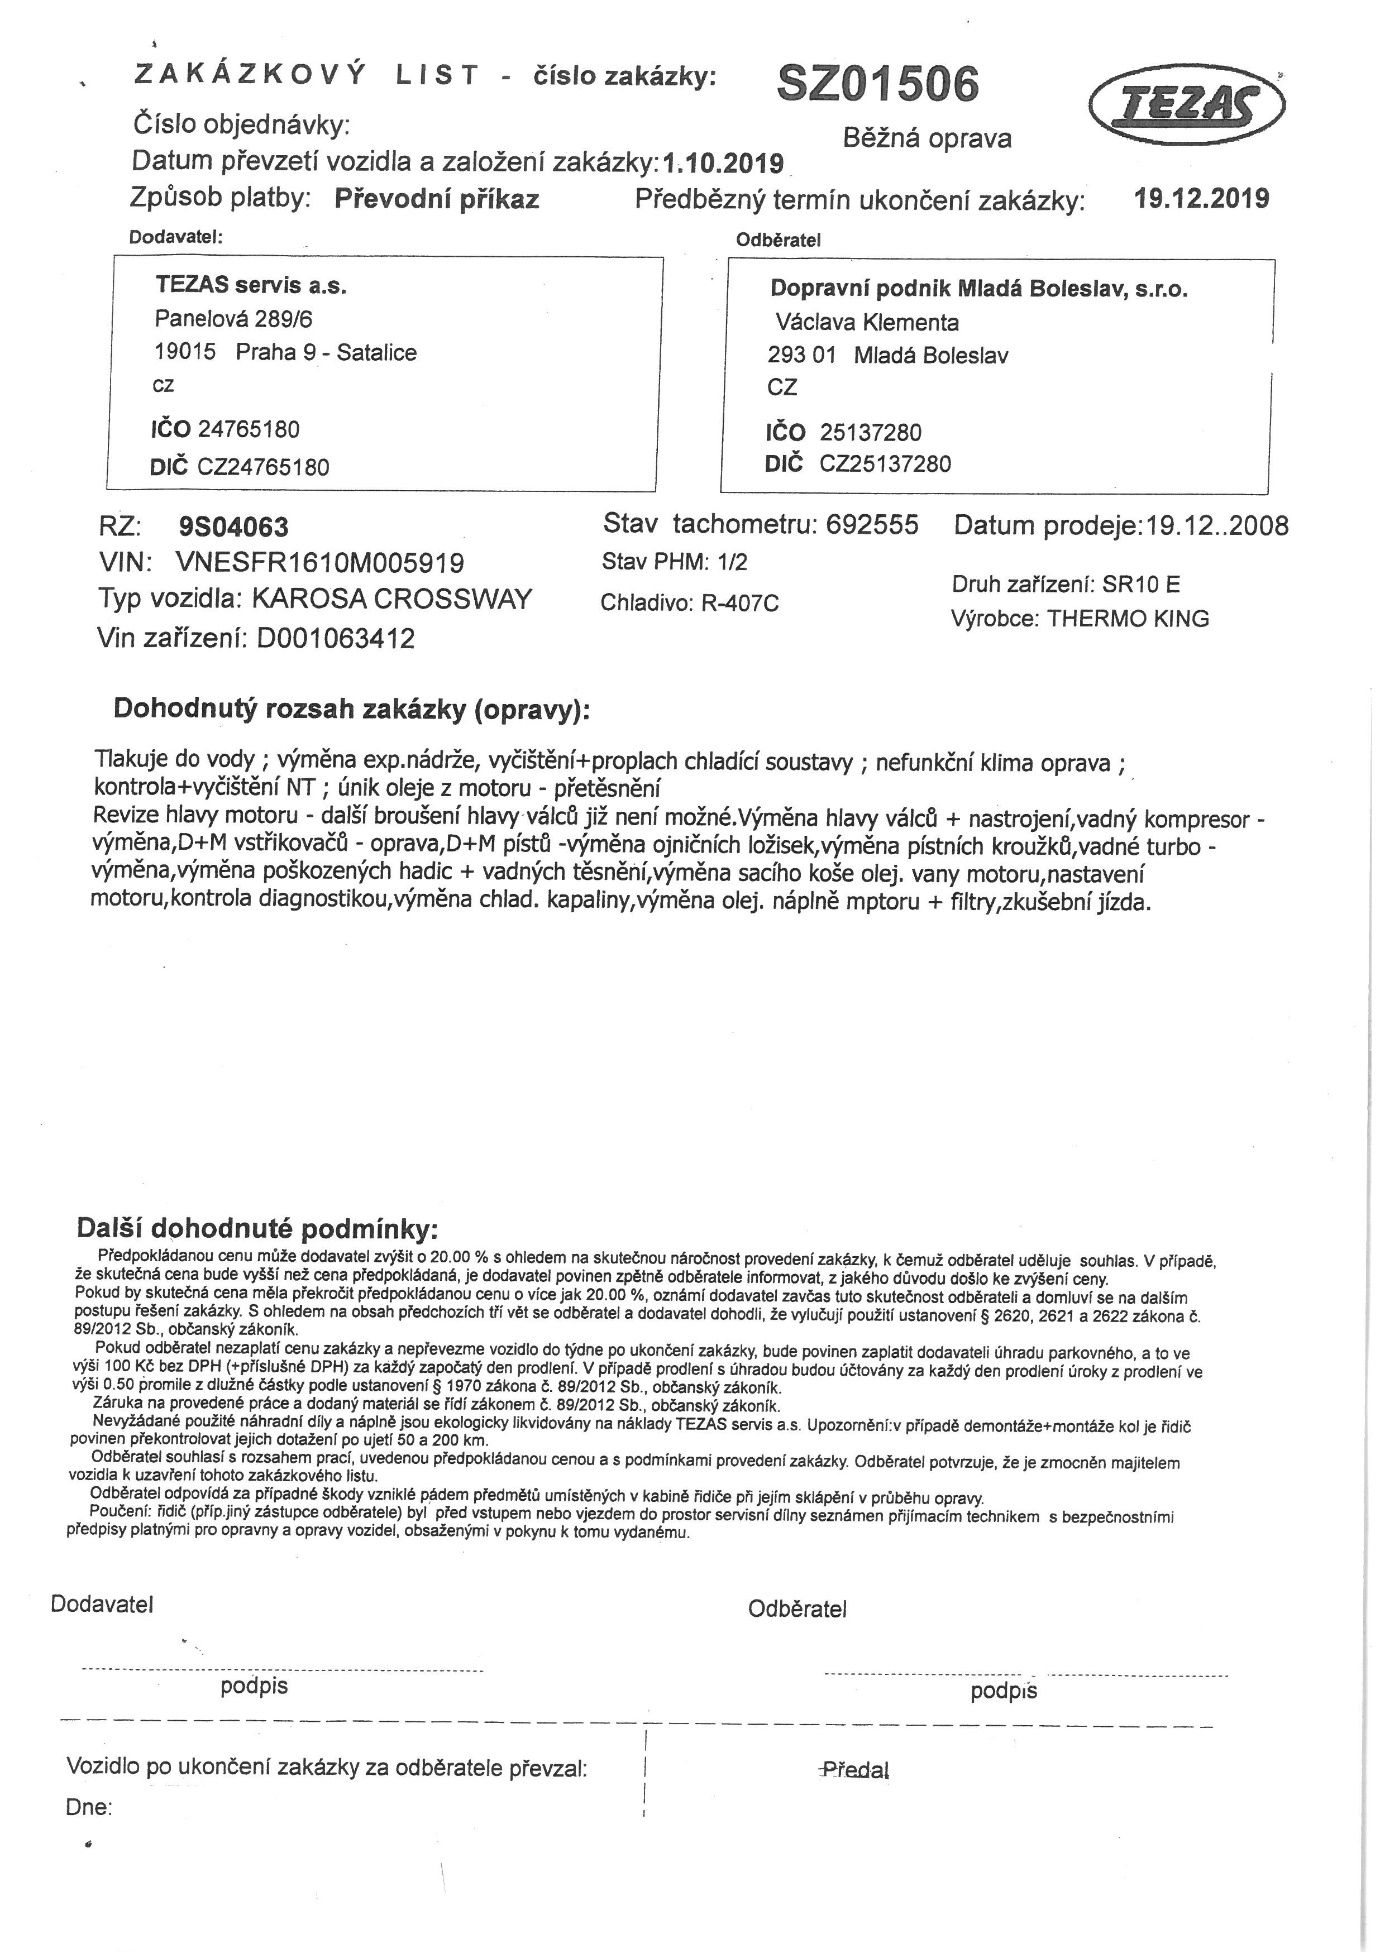 ZAKÁZKOVÝ LIST - číslo zakázky: SZ01506
TEZAS
Číslo objednávky:
Běžná oprava
Datum převzetí vozidla a založení zakázky:1.10.2019
Způsob platby: Převodní příkaz Předbězný termín ukončení zakázky: 19.12.2019
Dodavatel:
TEZAS servis a.s.
Panelová 289/6
19015 Praha 9 - Satalice
CZ
IČO 24765180
DIČ CZ24765180
Odběratel
Dopravní podnik Mladá Boleslav, s.r.o.
Václava Klementa
293 01 Mladá Boleslav
CZ
IČO 25137280
DIČ CZ25137280
RZ: 9S04063 Stav tachometru: 692555 Datum prodeje:19.12..2008
VIN: VNESFR1610M005919 Stav PHM: 1/2
Druh zařízení: SR10 E
Typ vozidla: KAROSA CROSSWAY Chladivo: R-407C
Výrobce: THERMO KING
Vin zařízení: D001063412
Dohodnutý rozsah zakázky (opravy):
Tlakuje do vody ; výměna exp.nádrže, vyčištění+proplach chladící soustavy ; nefunkční klima oprava ;
kontrola+vyčištění NT ; únik oleje z motoru - přetěsnění
Revize hlavy motoru - další broušení hlavy válců již není možné.Výměna hlavy válců + nastrojení,vadný kompresor -
výměna,D+M vstřikovačů - oprava,D+M pístů -výměna ojničních ložisek,výměna pístních kroužků,vadné turbo -
výměna,výměna poškozených hadic + vadných těsnění,výměna sacího koše olej. vany motoru,nastavení
motoru,kontrola diagnostikou,výměna chlad. kapaliny,výměna olej. náplně mptoru + filtry,zkušební jízda.
Další dohodnuté podmínky:
Předpokládanou cenu může dodavatel zvýšit o 20.00 % s ohledem na skutečnou náročnost provedení zakázky, k čemuž odběratel uděluje souhlas. V případě,
že skutečná cena bude vyšší než cena předpokládaná, je dodavatel povinen zpětně odběratele informovat, z jakého důvodu došlo ke zvýšení ceny.
Pokud by skutečná cena měla překročit předpokládanou cenu o více jak 20.00 %, oznámí dodavatel zavčas tuto skutečnost odběrateli a domluví se na dalším
postupu řešení zakázky. S ohledem na obsah předchozích tří vět se odběratel a dodavatel dohodli, že vylučují použití ustanovení § 2620, 2621 a 2622 zákona č.
89/2012 Sb., občanský zákoník.
Pokud odběratel nezaplatí cenu zakázky a nepřevezme vozidlo do týdne po ukončení zakázky, bude povinen zaplatit dodavateli úhradu parkovného, a to ve
výši 100 Kč bez DPH (+příslušné DPH) za každý započatý den prodlení. V případě prodlení s úhradou budou účtovány za každý den prodlení úroky z prodlení ve
výši 0.50 promile z dlužné částky podle ustanovení § 1970 zákona č. 89/2012 Sb., občanský zákoník.
Záruka na provedené práce a dodaný materiál se řídí zákonem č. 89/2012 Sb., občanský zákoník.
Nevyžádané použité náhradní díly a náplně jsou ekologicky likvidovány na náklady TEZAS servis a.s. Upozornění:v případě demontáže+montáže kol je řidič
povinen překontrolovat jejich dotažení po ujetí 50 a 200 km.
Odběratel souhlasí s rozsahem prací, uvedenou předpokládanou cenou a s podmínkami provedení zakázky. Odběratel potvrzuje, že je zmocněn majitelem
vozidla k uzavření tohoto zakázkového listu.
Odběratel odpovídá za případné škody vzniklé pádem předmětů umístěných v kabině řidiče při jejím sklápění v průběhu opravy.
Poučení: řidič (příp.jiný zástupce odběratele) byl před vstupem nebo vjezdem do prostor servisní dílny seznámen přijímacím technikem s bezpečnostními
předpisy platnými pro opravny a opravy vozidel, obsaženými v pokynu k tomu vydanému.
Dodavatel Odběratel
podpis podpis
Vozidlo po ukončení zakázky za odběratele převzal: Předal
Dne: